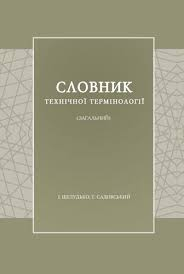 СЛОВНИК
ТЕХНІЧНОЇ ТЕРМІНОЛОГІЇ
(ЗАГАЛЬНИЙ)
І. ШЕЛУДЬКО, Т. САДОВСЬКИЙ